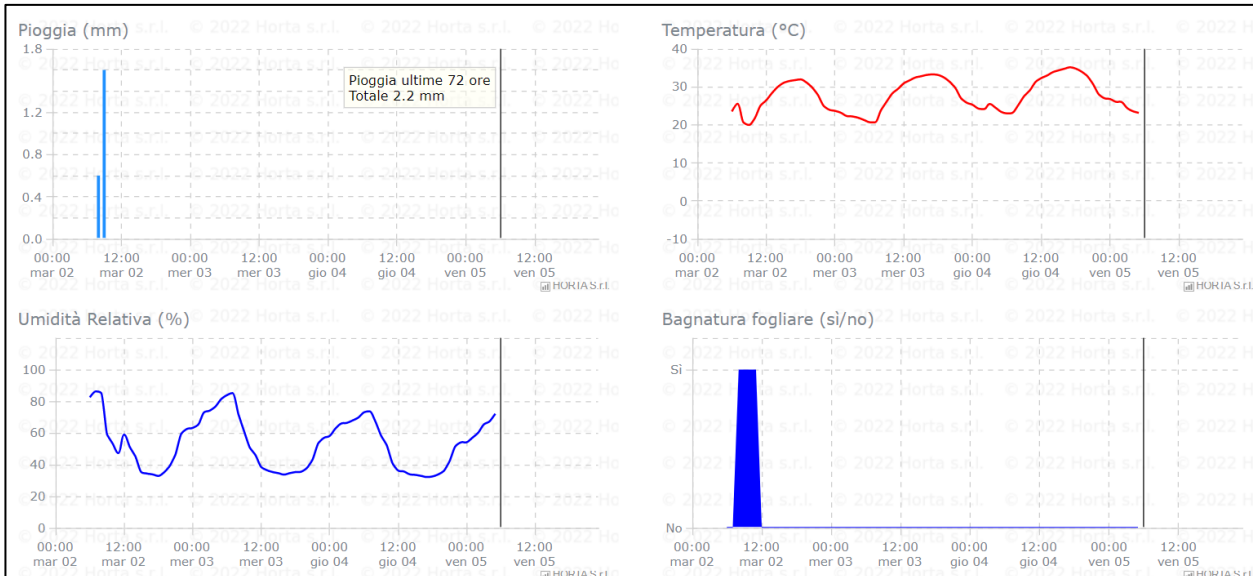 Pioggia (mm)
1.8
1.2
0.8
0.4
0.0
Pioggia ultime 72 ore
Totale 2.2 mm
00:00 12:00 00:00 12:00 00:00 12:00 00:00 12:00
mar 02 mar 02 mer 03 mer 03 gio 04 gio 04 ven 05 ven 05
HORTA S.r.l.
Temperatura (°C)
40
30
20
10
0
-10
00:00 12:00 00:00 12:00 00:00 12:00 00:00 12:00
mar 02 mar 02 mer 03 mer 03 gio 04 gio 04 ven 05 ven 05
HORTA S.r.l.
Umidità Relativa (%)
100
80
60
40
20
0
00:00 12:00 00:00 12:00 00:00 12:00 00:00 12:00
mar 02 mar 02 mer 03 mer 03 gio 04 gio 04 ven 05 ven 05
HORTA S.r.l.
Bagnatura fogliare (sì/no)
Si
No
00:00 12:00 00:00 12:00 00:00 12:00 00:00 12:00
mar 02 mar 02 mer 03 mer 03 gio 04 gio 04 ven 05 ven 05
HORTA S.r.l.
© 2022 Horta s.r.l.